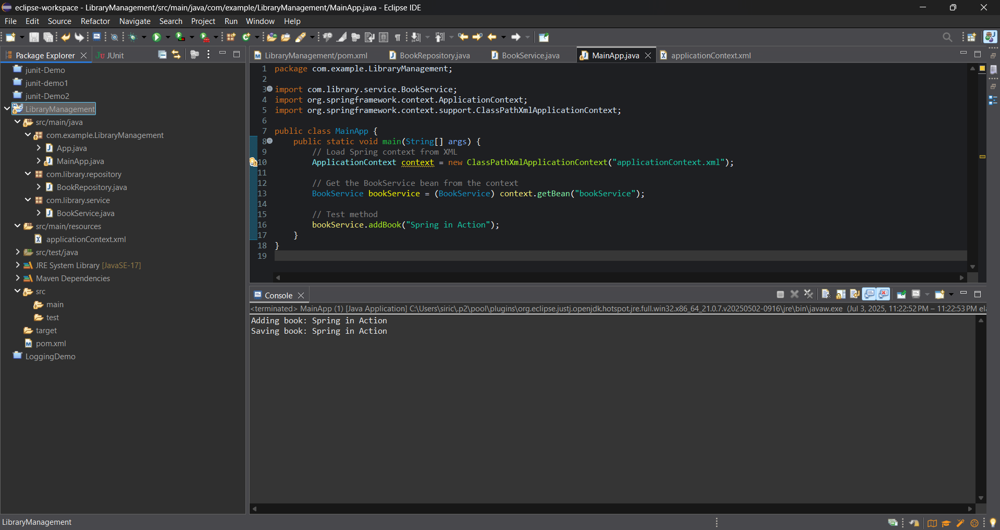 eclipse-workspace - LibraryManagement/src/main/java/com/example/LibraryManagement/MainApp.java - Eclipse IDE
File Edit Source Refactor Navigate Search Project Run Window Help
Package Explorer
JUnit
junit-Demo
junit-demo1
junit-Demo2
LibraryManagement
src/main/java
com.example.LibraryManagement
App.java
MainApp.java
com.library.repository
BookRepository.java
com.library.service
BookService.java
src/main/resources
applicationContext.xml
src/test/java
JRE System Library [JavaSE-17]
Maven Dependencies
src
main
test
target
pom.xml
LoggingDemo
LibraryManagement/pom.xml BookRepository.java BookService.java MainApp.java applicationContext.xml
1 package com.example.LibraryManagement;
2
3 import com.library.service.BookService;
4 import org.springframework.context.ApplicationContext;
5 import org.springframework.context.support.ClassPathXmlApplicationContext;
6
7 public class MainApp {
8 public static void main(String[] args) {
9 // Load Spring context from XML
10 ApplicationContext context = new ClassPathXmlApplicationContext("applicationContext.xml");
11
12 // Get the BookService bean from the context
13 BookService bookService = (BookService) context.getBean("bookService");
14
15 // Test method
16 bookService.addBook("Spring in Action");
17 }
18 }
19
Console
<terminated> MainApp (1) [Java Application] C:\Users\siric\.p2\pool\plugins\org.eclipse.justj.openjdk.hotspot.jre.full.win32.x86_64_21.0.7.v20250502-0916\jre\bin\javaw.exe (Jul 3, 2025, 11:22:52 PM – 11:22:53 PM el
Adding book: Spring in Action
Saving book: Spring in Action
LibraryManagement